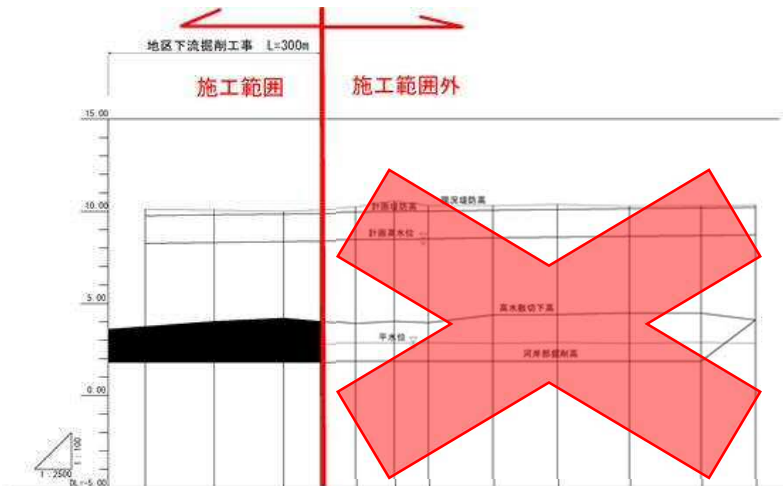 地区下流掘削工事 L=300m
施工範囲
施工範囲外
15.00
現況堤防高
計画堤防高
10.00
計画高水位
5.00
高水敷切下高
平水位
河岸部掘削高
0.00
1:100
1:2500
DL=-5.00